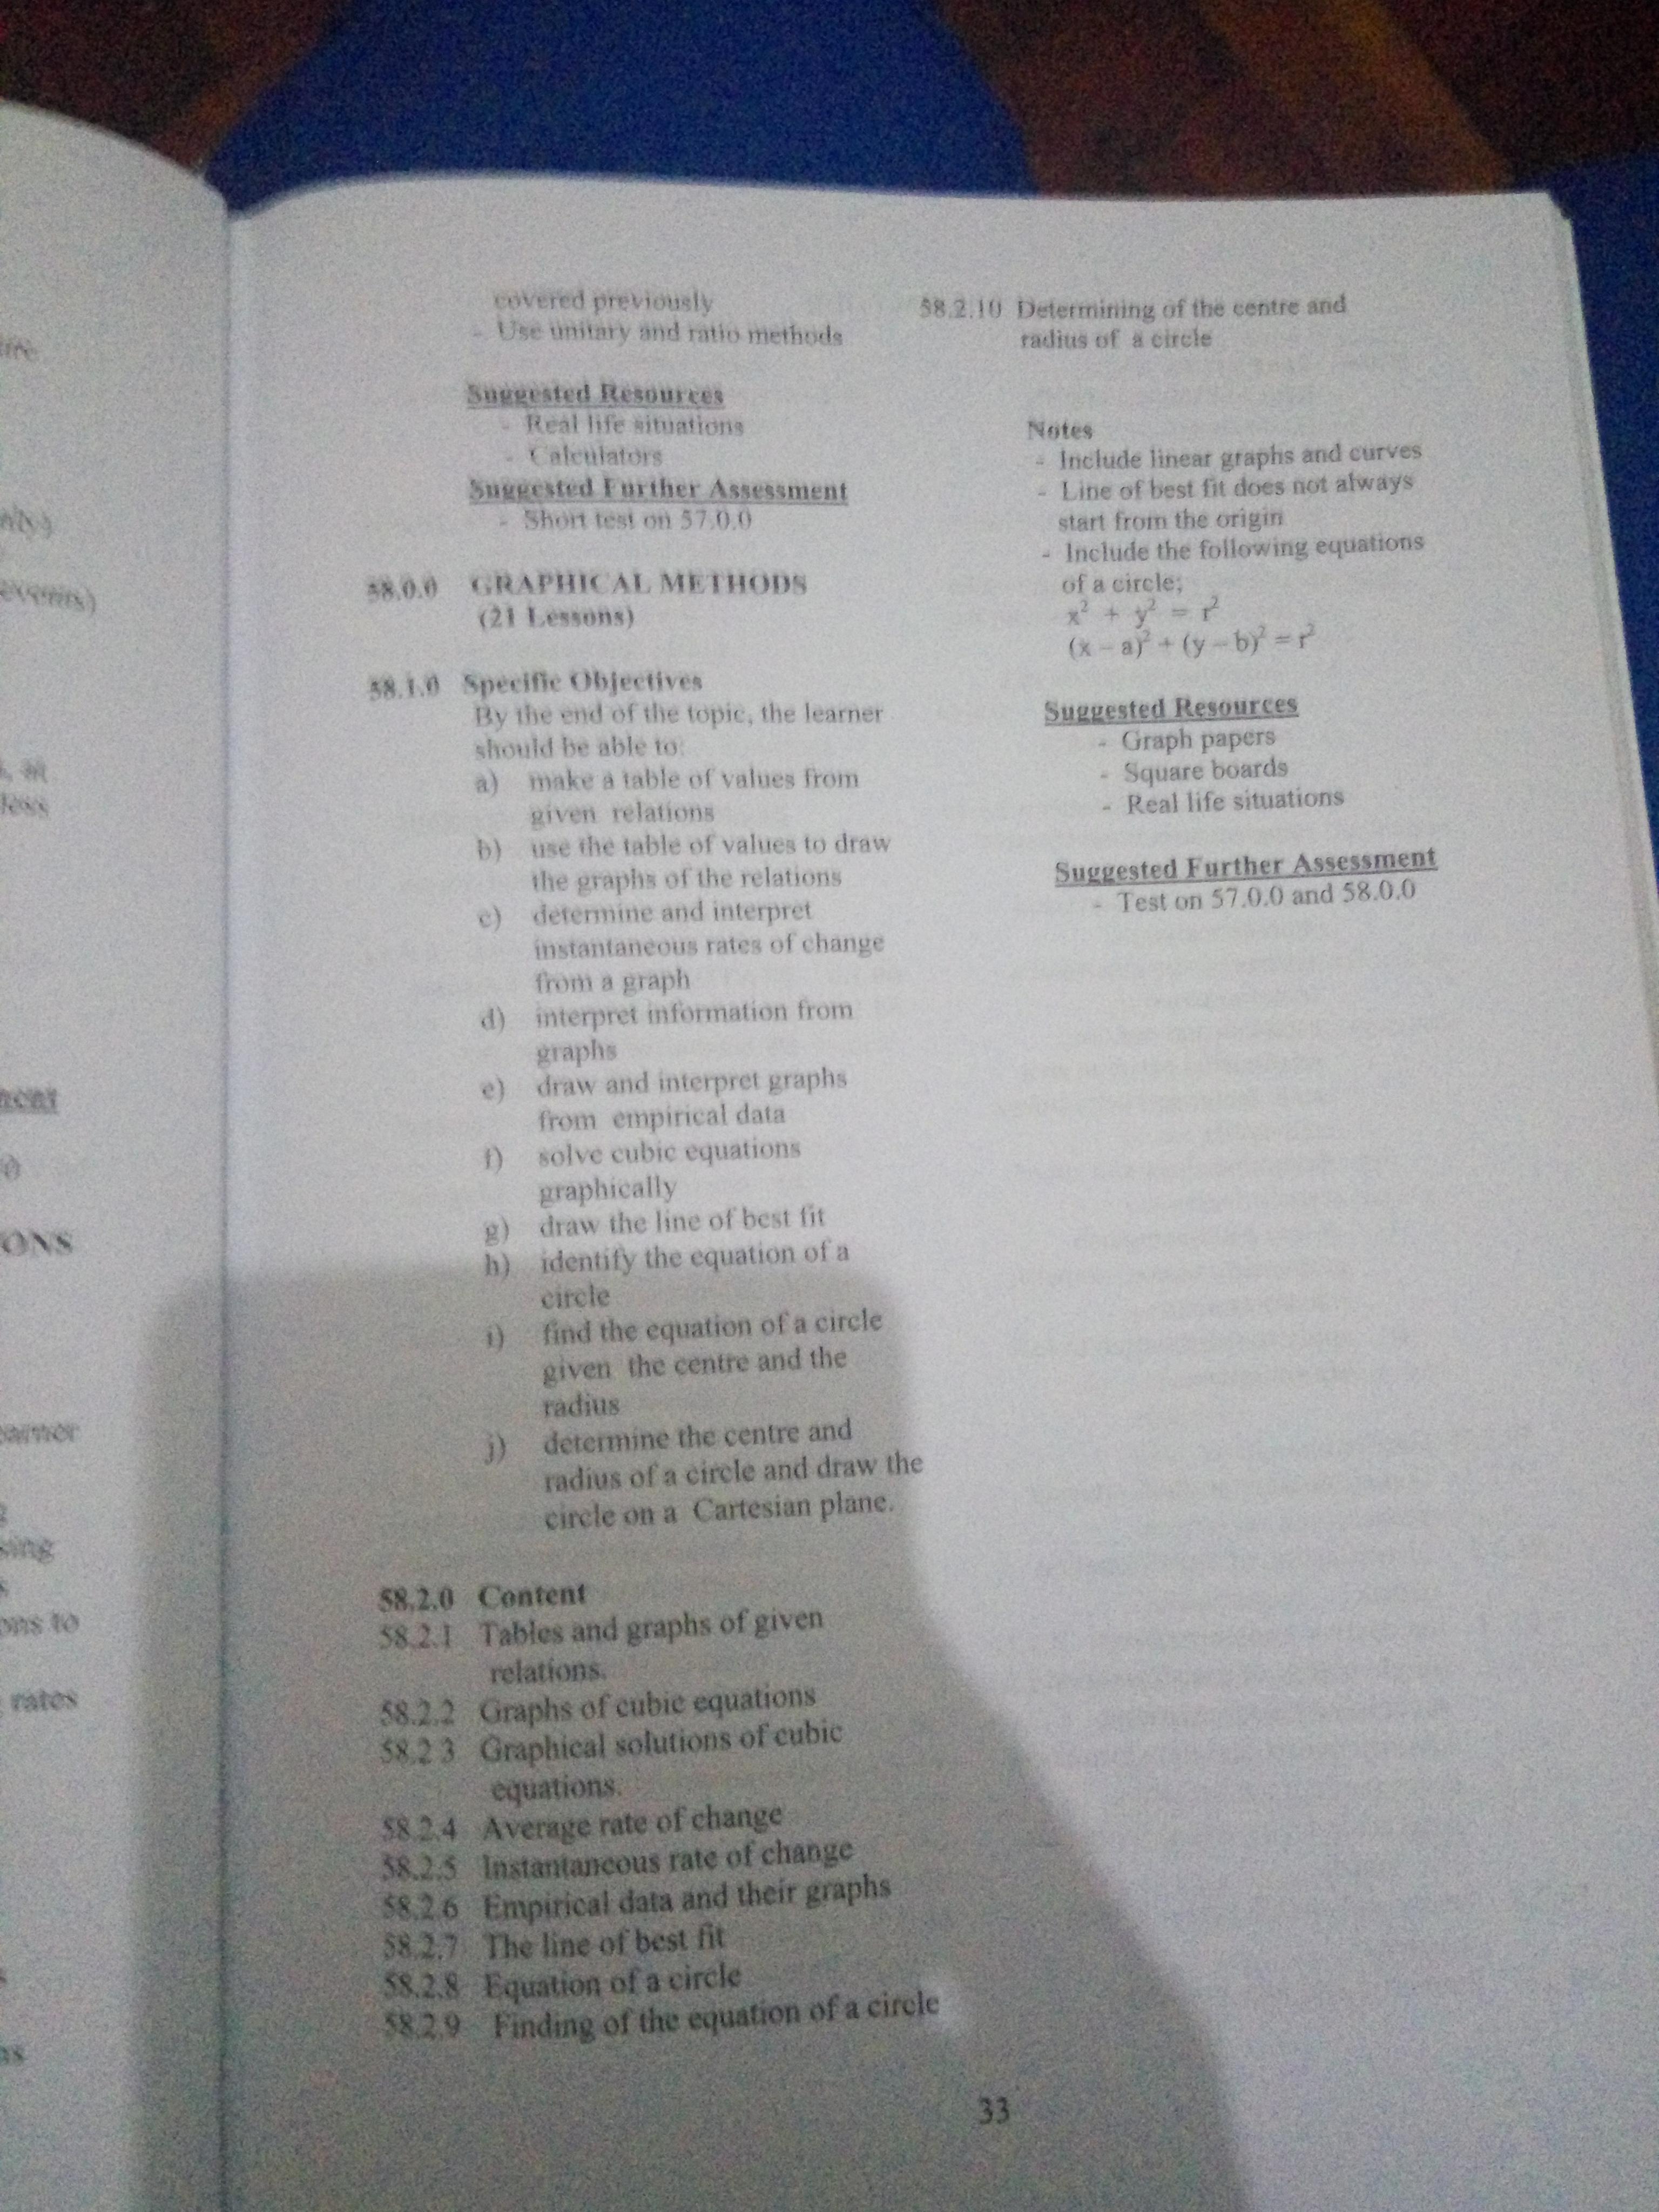 covered previously
- Use unitary and ratio methods
Suggested Resources
- Real life situations
- Calculators
Suggested Further Assessment
- Short test on 57.0.0
58.0.0 GRAPHICAL METHODS
(21 Lessons)
58.1.0 Specific Objectives
By the end of the topic, the learner
should be able to:
a) make a table of values from
given relations
b) use the table of values to draw
the graphs of the relations
c) determine and interpret
instantaneous rates of change
from a graph
d) interpret information from
graphs
e) draw and interpret graphs
from empirical data
f) solve cubic equations
graphically
g) draw the line of best fit
h) identify the equation of a
circle
i) find the equation of a circle
given the centre and the
radius
j) determine the centre and
radius of a circle and draw the
circle on a Cartesian plane.
58.2.0 Content
58.2.1 Tables and graphs of given
relations.
58.2.2 Graphs of cubic equations
58.2 3 Graphical solutions of cubic
equations.
58.2.4 Average rate of change
58.2.5 Instantaneous rate of change
58.2.6 Empirical data and their graphs
58.2.7 The line of best fit
58.2.8 Equation of a circle
58.2.9 Finding of the equation of a circle
58.2.10 Determining of the centre and
radius of a circle
Notes
- Include linear graphs and curves
- Line of best fit does not always
start from the origin
- Include the following equations
of a circle;
x² + y² = r²
(x – a)² + (y – b)² = r²
Suggested Resources
- Graph papers
- Square boards
- Real life situations
Suggested Further Assessment
- Test on 57.0.0 and 58.0.0
33
ONS
sing
ons to
rates